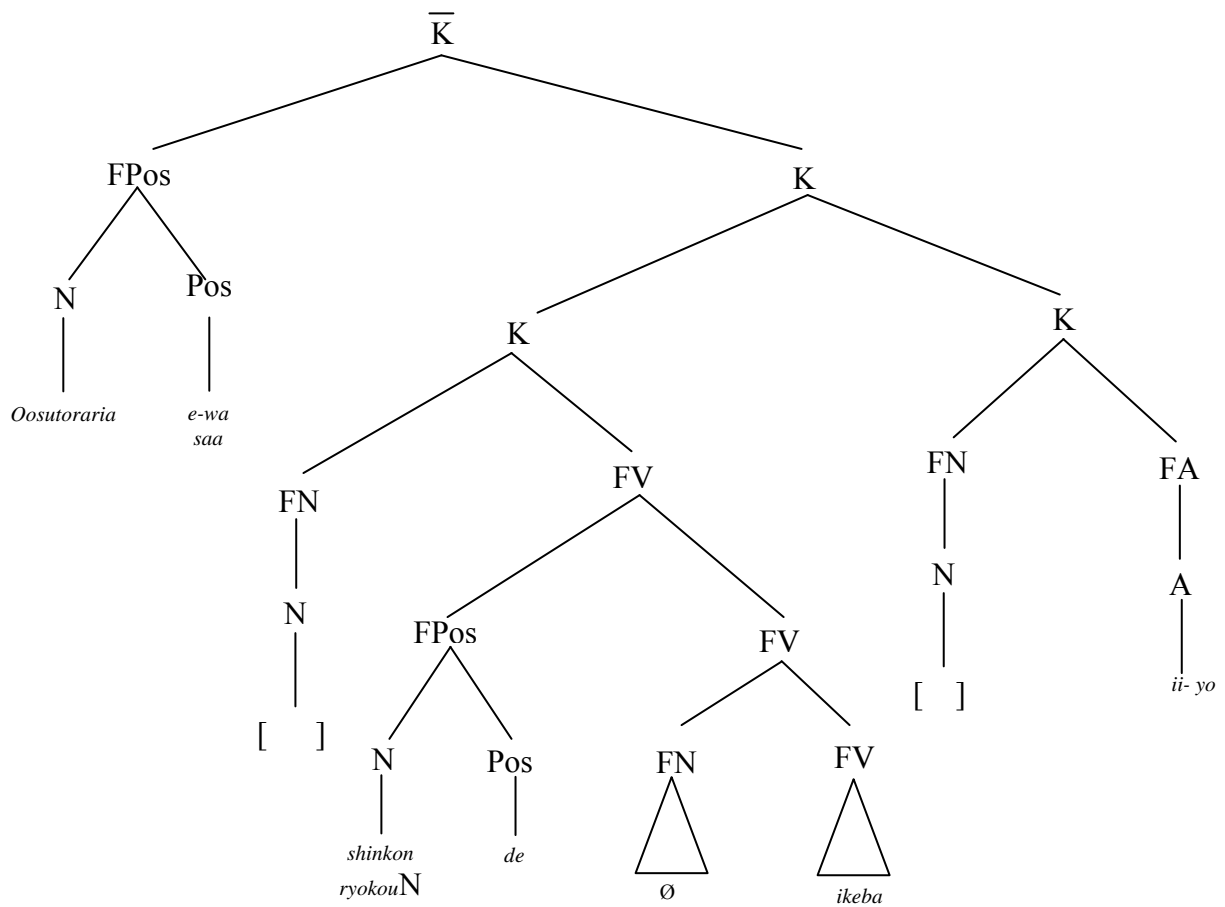 K̅
FPos K
N Pos K K
Oosutoraria e-wa
saa
FN FV FN FA
N FPos FV N A
[ ] N Pos FN FV [ ] ii- yo
shinkon de ø ikeba
ryokouN